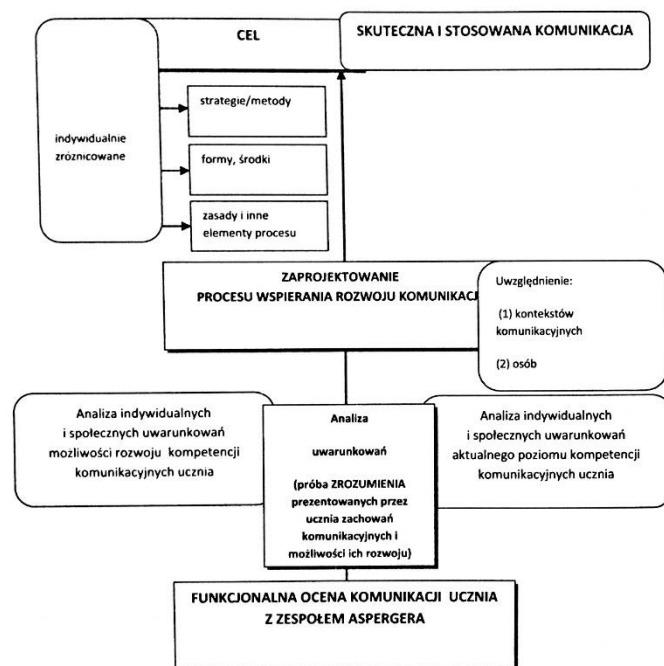 CEL
SKUTECZNA I STOSOWANA KOMUNIKACJA
indywidualnie
zróznicowane
strategie/metody
formy, środki
zasady i inne
elementy procesu
ZAPROJEKTOWANIE
PROCESU WSPIERANIA ROZWOJU KOMUNIKACJ
Uwzględnienie:
(1) kontekstów
komunikacyjnych
(2) osób
Analiza indywidualnych
i społecznych uwarunkowań
możliwości rozwoju kompetencji
komunikacyjnych ucznia
Analiza
uwarunkowań
(próba ZROZUMIENIA
prezentowanych przez
ucznia zachowań
komunikacyjnych i
możliwości ich rozwoju)
Analiza indywidualnych
i społecznych uwarunkowań
aktualnego poziomu kompetencji
komunikacyjnych ucznia
FUNKCJONALNA OCENA KOMUNIKACJI UCZNIA
Z ZESPOŁEM ASPERGERA